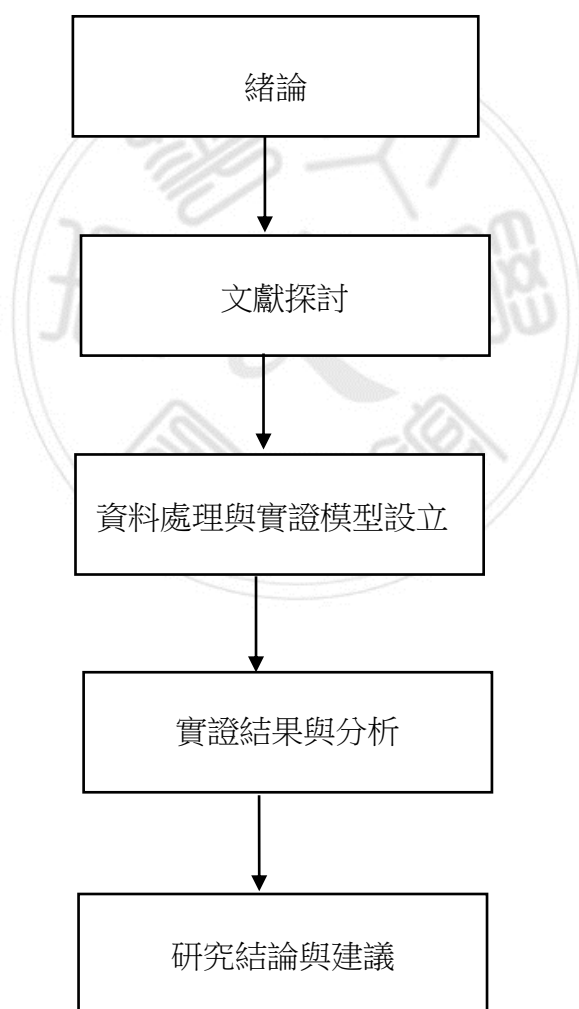 緒論
文獻探討
資料處理與實證模型設立
實證結果與分析
研究結論與建議